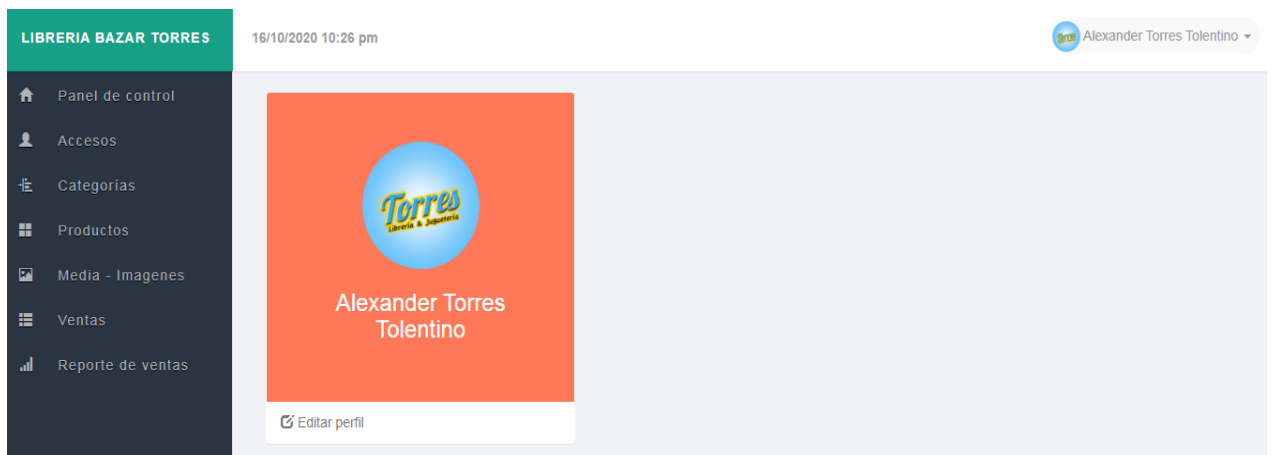 LIBRERIA BAZAR TORRES
16/10/2020 10:26 pm
Torres
Alexander Torres Tolentino
Panel de control
Accesos
Categorías
Productos
Media - Imagenes
Ventas
Reporte de ventas
Torres
Librería & Juguetería
Alexander Torres
Tolentino
Editar perfil